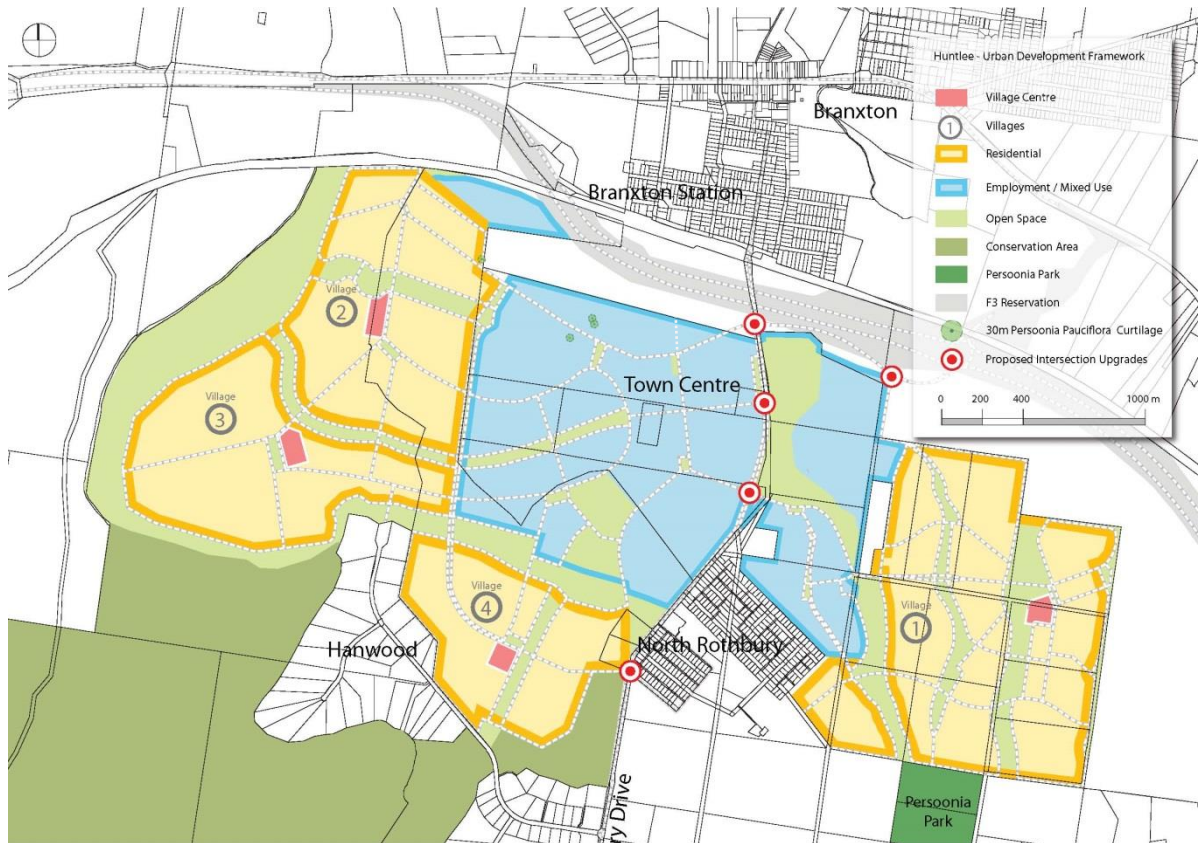 Huntlee - Urban Development Framework
Village Centre
1
Villages
Residential
Employment / Mixed Use
Open Space
Conservation Area
Persoonia Park
F3 Reservation
30m Persoonia Pauciflora Curtilage
Proposed Intersection Upgrades
0 200 400 1000 m
Branxton
Branxton Station
Village
2
Town Centre
Village
3
Village
4
Village
1
Hanwood
North Rothbury
ry Drive
Persoonia
Park